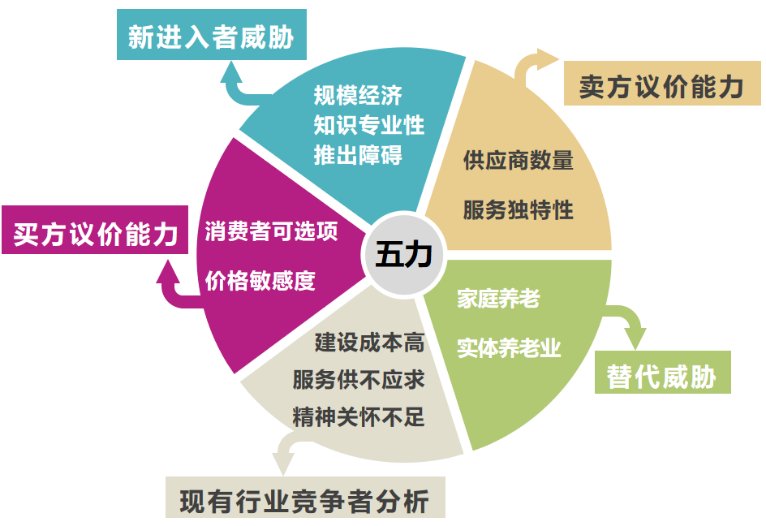 新进入者威胁
规模经济
知识专业性
推出障碍
卖方议价能力
供应商数量
服务独特性
买方议价能力
消费者可选项
价格敏感度
五力
家庭养老
实体养老业
替代威胁
建设成本高
服务供不应求
精神关怀不足
现有行业竞争者分析